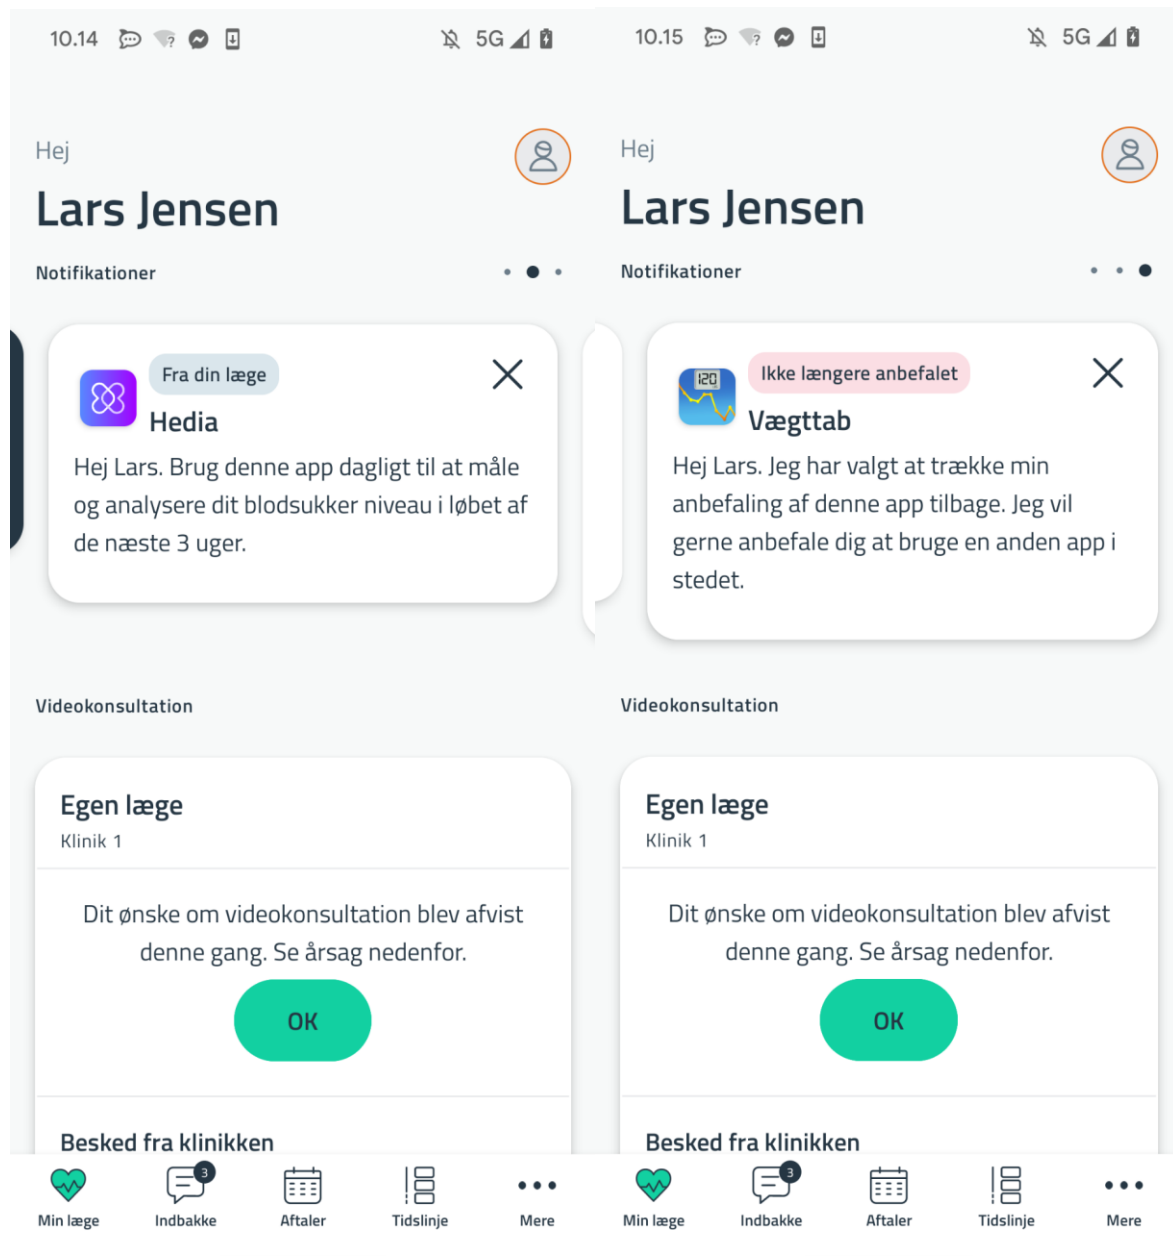 10.14
5G
Hej
Lars Jensen
Notifikationer
Fra din læge
Hedia
Hej Lars. Brug denne app dagligt til at måle
og analysere dit blodsukker niveau i løbet af
de næste 3 uger.
Videokonsultation
Egen læge
Klinik 1
Dit ønske om videokonsultation blev afvist
denne gang. Se årsag nedenfor.
OK
Besked fra klinikken
3
Min læge
Indbakke
Aftaler
Tidslinje
Mere
10.15
5G
Hej
Lars Jensen
Notifikationer
120
Ikke længere anbefalet
Vægttab
Hej Lars. Jeg har valgt at trække min
anbefaling af denne app tilbage. Jeg vil
gerne anbefale dig at bruge en anden app i
stedet.
Videokonsultation
Egen læge
Klinik 1
Dit ønske om videokonsultation blev afvist
denne gang. Se årsag nedenfor.
OK
Besked fra klinikken
3
Min læge
Indbakke
Aftaler
Tidslinje
Mere